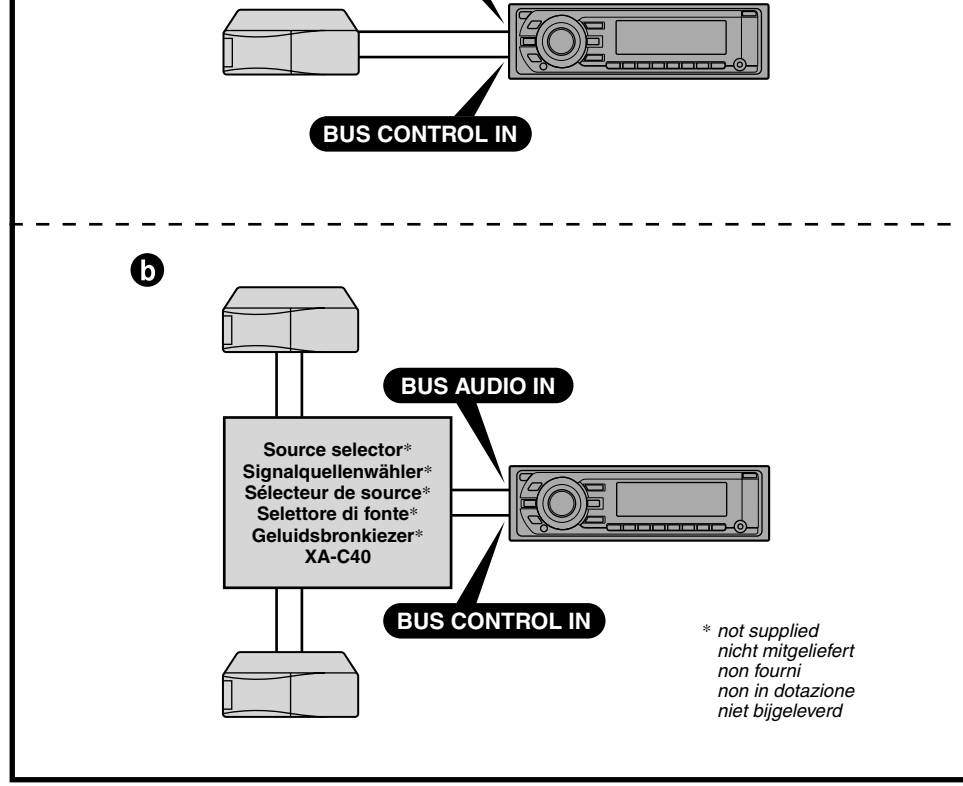 BUS CONTROL IN
b
BUS AUDIO IN
Source selector*
Signalquellenwähler*
Sélecteur de source*
Selettore di fonte*
Geluidsbronkiezer*
XA-C40
BUS CONTROL IN
* not supplied
nicht mitgeliefert
non fourni
non in dotazione
niet bijgeleverd